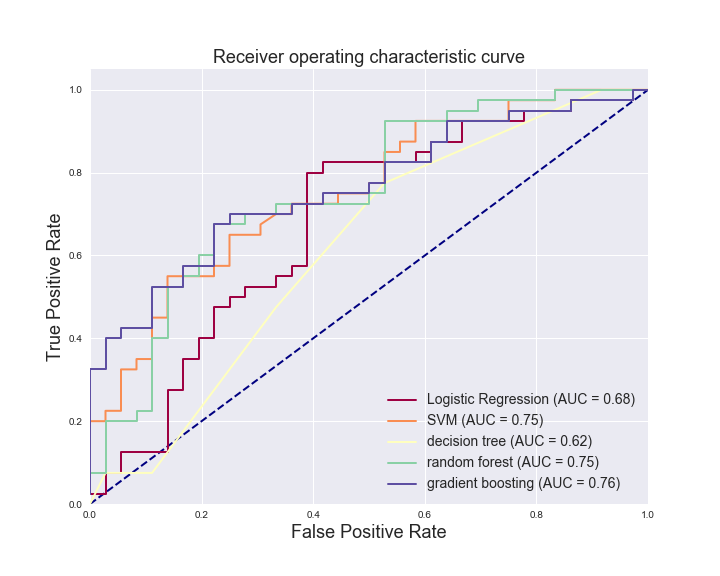 Receiver operating characteristic curve
True Positive Rate
1.0
0.8
0.6
0.4
0.2
0.0
Logistic Regression (AUC = 0.68)
SVM (AUC = 0.75)
decision tree (AUC = 0.62)
random forest (AUC = 0.75)
gradient boosting (AUC = 0.76)
0.0 0.2 0.4 0.6 0.8 1.0
False Positive Rate